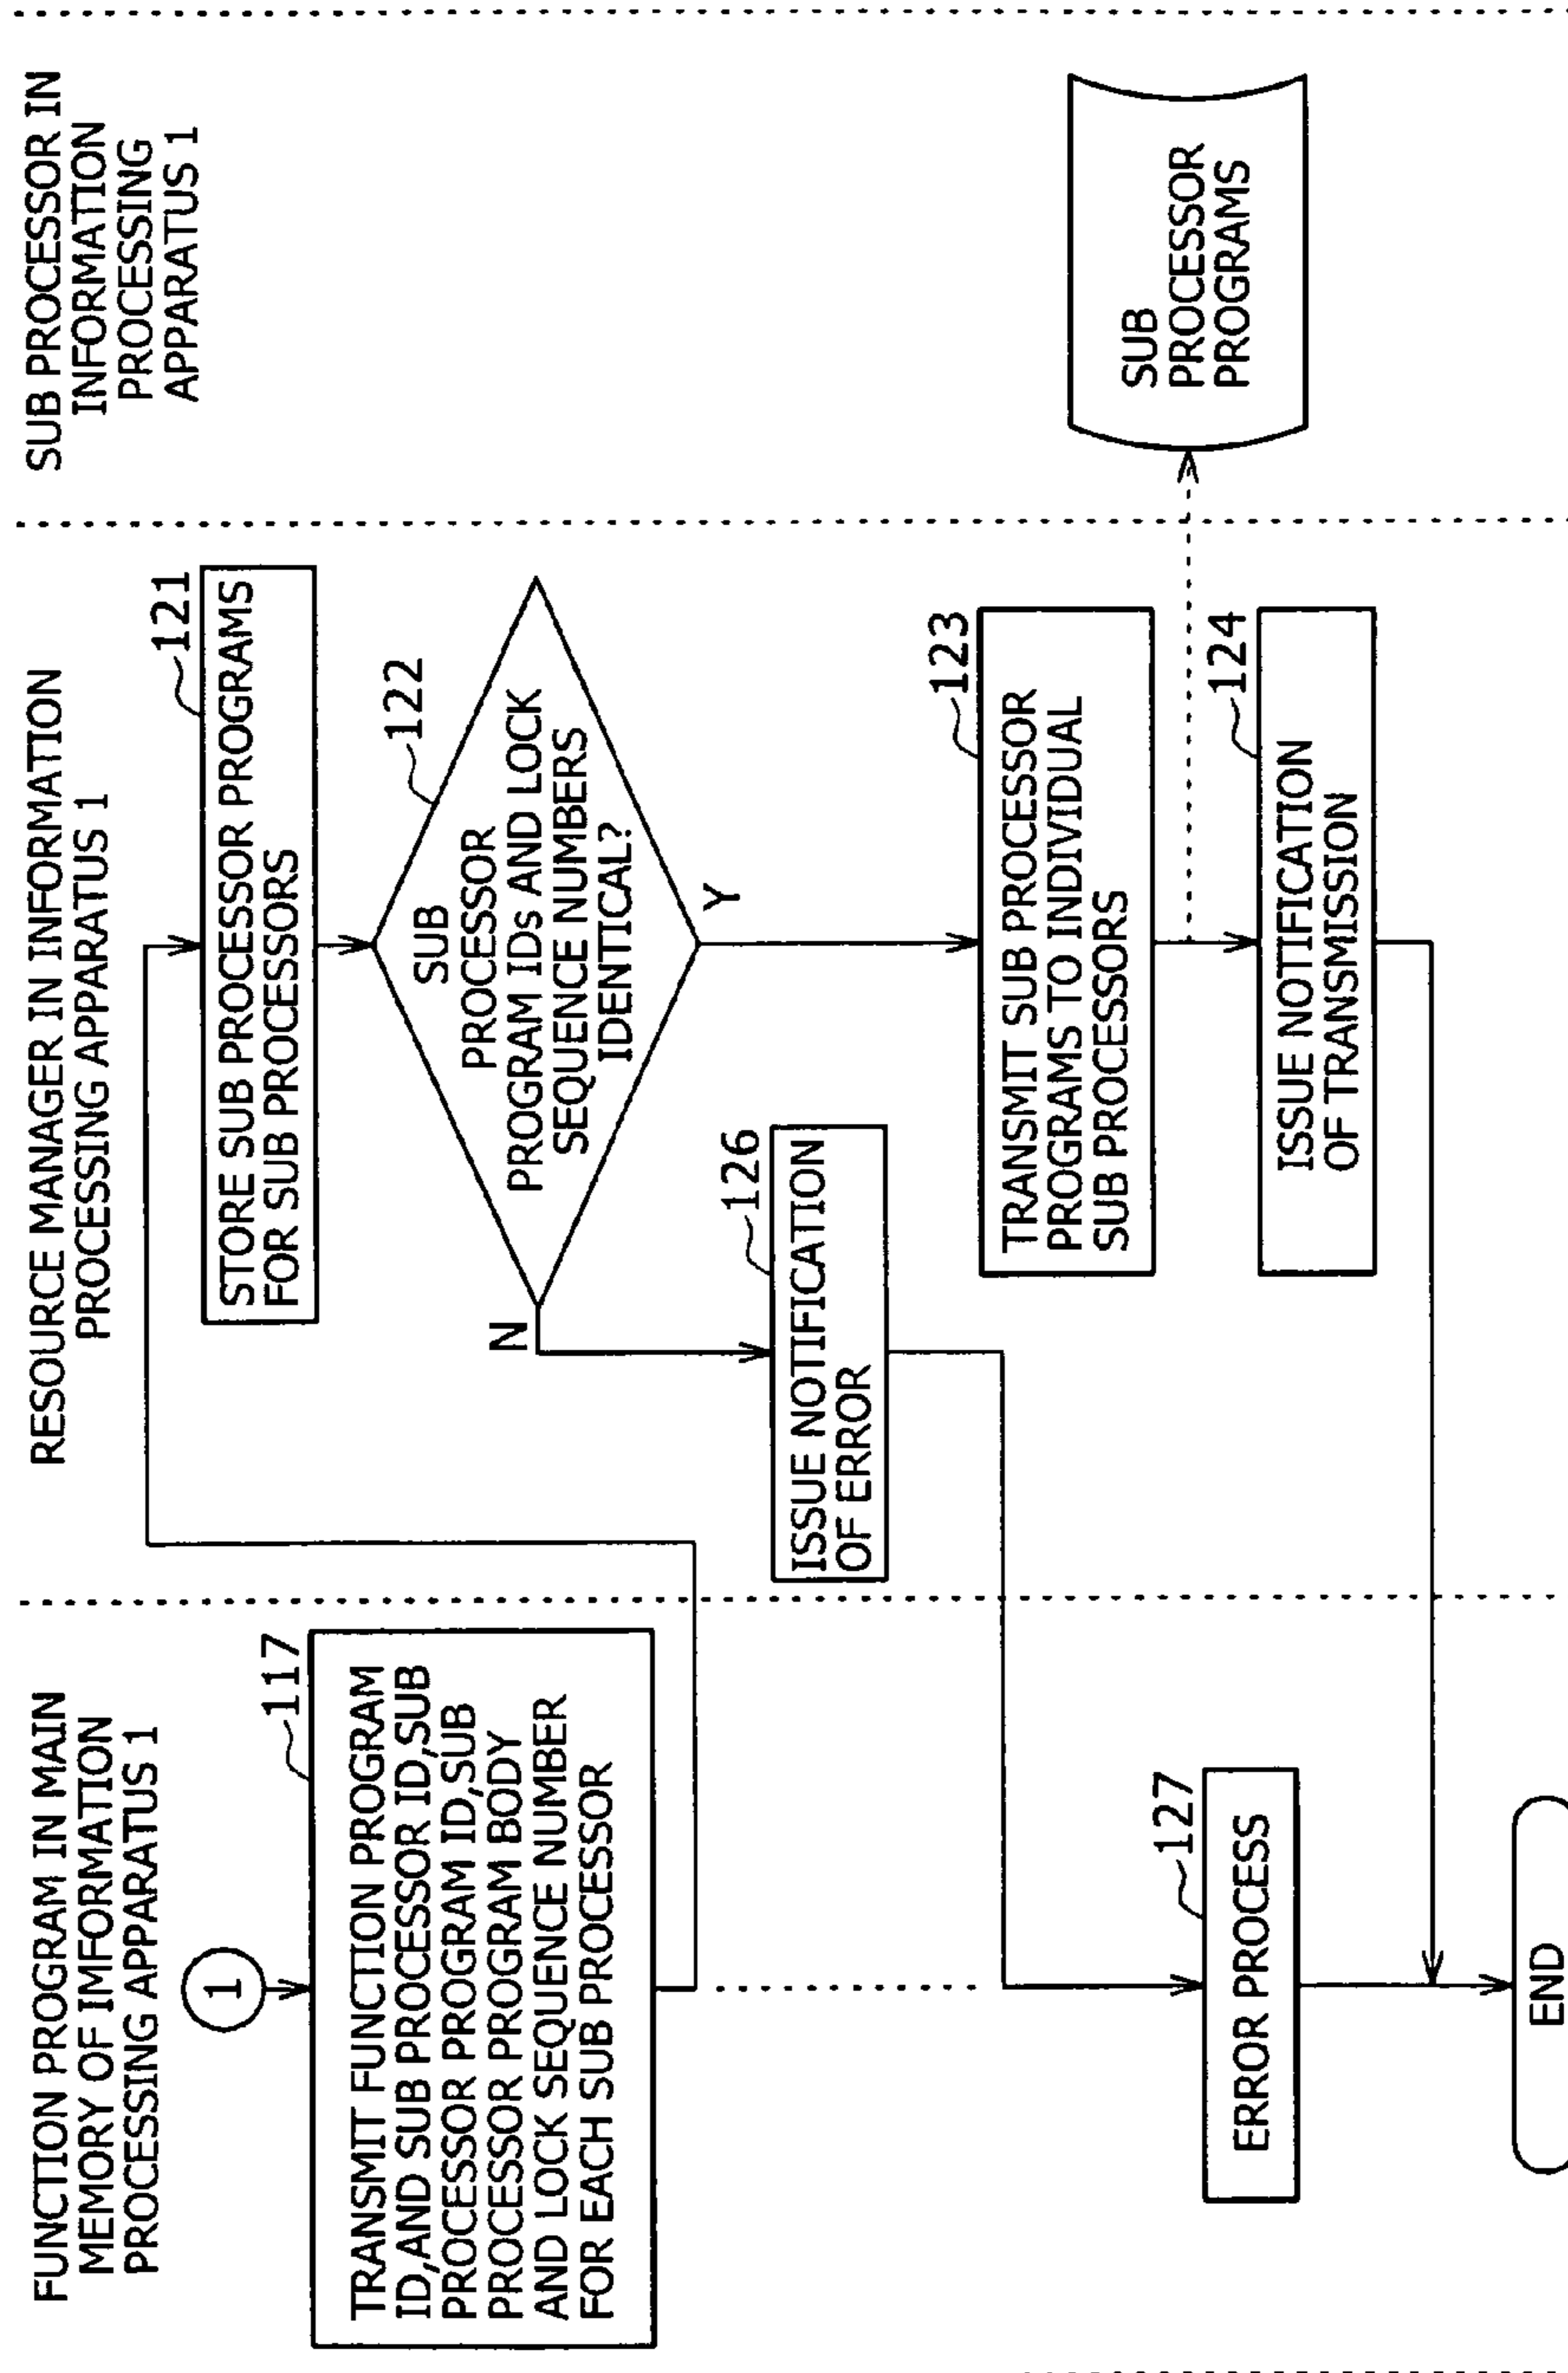 FUNCTION PROGRAM IN MAIN
MEMORY OF IMFORMATION
PROCESSING APPARATUS 1
RESOURCE MANAGER IN INFORMATION
PROCESSING APPARATUS 1
SUB PROCESSOR IN
INFORMATION
PROCESSING
APPARATUS 1
1
117
TRANSMIT FUNCTION PROGRAM
ID,AND SUB PROCESSOR ID,SUB
PROCESSOR PROGRAM ID,SUB
PROCESSOR PROGRAM BODY
AND LOCK SEQUENCE NUMBER
FOR EACH SUB PROCESSOR
121
STORE SUB PROCESSOR PROGRAMS
FOR SUB PROCESSORS
122
SUB
PROCESSOR
PROGRAM IDs AND LOCK
SEQUENCE NUMBERS
IDENTICAL?
N
Y
126
ISSUE NOTIFICATION
OF ERROR
123
TRANSMIT SUB PROCESSOR
PROGRAMS TO INDIVIDUAL
SUB PROCESSORS
SUB
PROCESSOR
PROGRAMS
124
ISSUE NOTIFICATION
OF TRANSMISSION
127
ERROR PROCESS
END